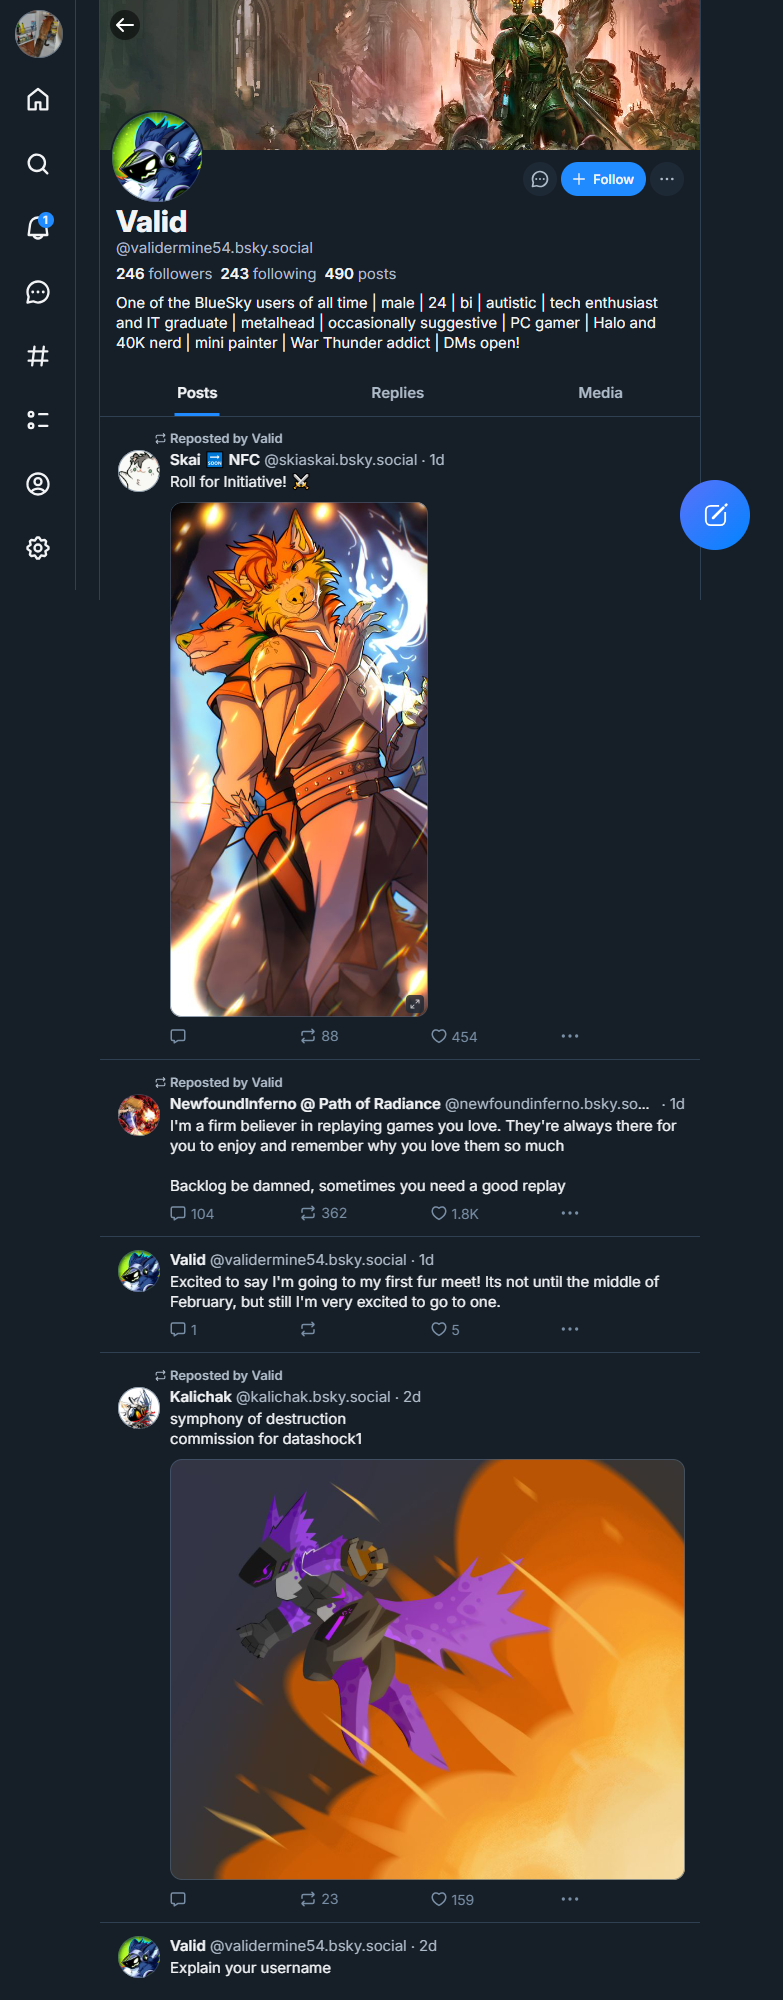 Follow
Valid
@validermine54.bsky.social
246 followers 243 following 490 posts
One of the BlueSky users of all time | male | 24 | bi | autistic | tech enthusiast
and IT graduate | metalhead | occasionally suggestive | PC gamer | Halo and
40K nerd | mini painter | War Thunder addict | DMs open!
1
Posts Replies Media
Reposted by Valid
Skai 🔜 NFC @skiaskai.bsky.social · 1d
Roll for Initiative! ⚔️
88 454
Reposted by Valid
NewfoundInferno @ Path of Radiance @newfoundinferno.bsky.so... · 1d
I'm a firm believer in replaying games you love. They're always there for
you to enjoy and remember why you love them so much
Backlog be damned, sometimes you need a good replay
104 362 1.8K
Valid @validermine54.bsky.social · 1d
Excited to say I'm going to my first fur meet! Its not until the middle of
February, but still I'm very excited to go to one.
1 5
Reposted by Valid
Kalichak @kalichak.bsky.social · 2d
symphony of destruction
commission for datashock1
23 159
Valid @validermine54.bsky.social · 2d
Explain your username